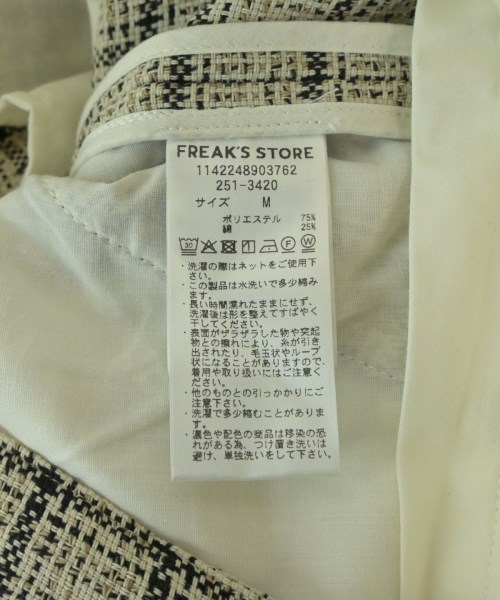 FREAK'S STORE
1142248903762
251-3420
サイズ M
ポリエステル 75%
綿 25%
30 F W
・洗濯の際はネットをご使用下
さい。
・この製品は水洗いで多少縮み
ます。
・長い時間濡れたままにせず、
洗濯後は形を整えてすばやく
干してください。
・表面がザラザラした物や突起
物との擦れにより、糸が引き
出されたり、毛玉状やループ
状になることがありますので、
着用や取り扱いにはご注意くだ
さい。
・他のものとの引っかかりにご
注意下さい。
・洗濯で多少縮むことがありま
す。
・濃色や配色の商品は移染の恐
れがある為、つけ置き洗いは
避け、単独洗いをして下さい。